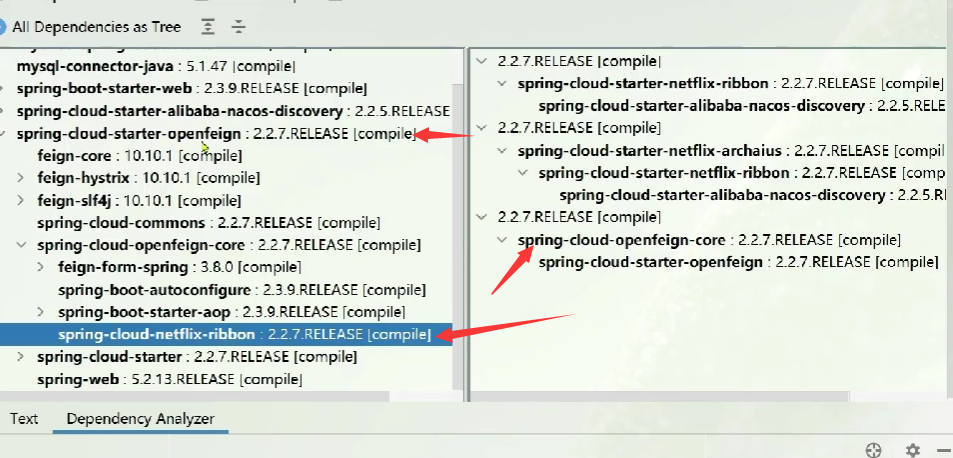 All Dependencies as Tree
mysql-connector-java : 5.1.47 [compile]
spring-boot-starter-web : 2.3.9.RELEASE [compile]
spring-cloud-starter-alibaba-nacos-discovery : 2.2.5.RELEASE
spring-cloud-starter-openfeign : 2.2.7.RELEASE [compile]
feign-core : 10.10.1 [compile]
feign-hystrix : 10.10.1 [compile]
feign-slf4j : 10.10.1 [compile]
spring-cloud-commons : 2.2.7.RELEASE [compile]
spring-cloud-openfeign-core : 2.2.7.RELEASE [compile]
feign-form-spring : 3.8.0 [compile]
spring-boot-autoconfigure : 2.3.9.RELEASE [compile]
spring-boot-starter-aop : 2.3.9.RELEASE [compile]
spring-cloud-netflix-ribbon : 2.2.7.RELEASE [compile]
spring-cloud-starter : 2.2.7.RELEASE [compile]
spring-web : 5.2.13.RELEASE [compile]
2.2.7.RELEASE [compile]
spring-cloud-starter-netflix-ribbon : 2.2.7.RELEASE [compile]
spring-cloud-starter-alibaba-nacos-discovery : 2.2.5.RELE
2.2.7.RELEASE [compile]
spring-cloud-starter-netflix-archaius : 2.2.7.RELEASE [compil
spring-cloud-starter-netflix-ribbon : 2.2.7.RELEASE [comp
spring-cloud-starter-alibaba-nacos-discovery : 2.2.5.R
2.2.7.RELEASE [compile]
spring-cloud-openfeign-core : 2.2.7.RELEASE [compile]
spring-cloud-starter-openfeign : 2.2.7.RELEASE [compile]
Text
Dependency Analyzer